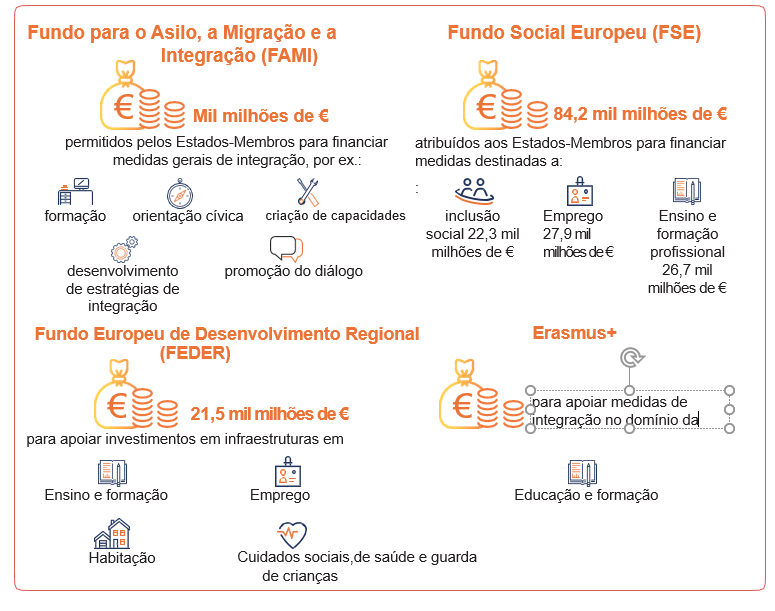 Fundo para o Asilo, a Migração e a
Integração (FAMI)
€
Mil milhões de €
permitidos pelos Estados-Membros para financiar
medidas gerais de integração, por ex.:
formação
orientação cívica
criação de capacidades
desenvolvimento
de estratégias de
integração
promoção do diálogo
Fundo Social Europeu (FSE)
€
84,2 mil milhões de €
atribuídos aos Estados-Membros para financiar
medidas destinadas a:
:
inclusão
social 22,3 mil
milhões de €
Emprego
27,9 mil
milhões de €
Ensino e
formação
profissional
26,7 mil
milhões de €
Fundo Europeu de Desenvolvimento Regional
(FEDER)
€
21,5 mil milhões de €
para apoiar investimentos em infraestruturas em
Ensino e formação
Emprego
Habitação
Cuidados sociais,de saúde e guarda
de crianças
Erasmus+
€
para apoiar medidas de
integração no domínio da
Educação e formação